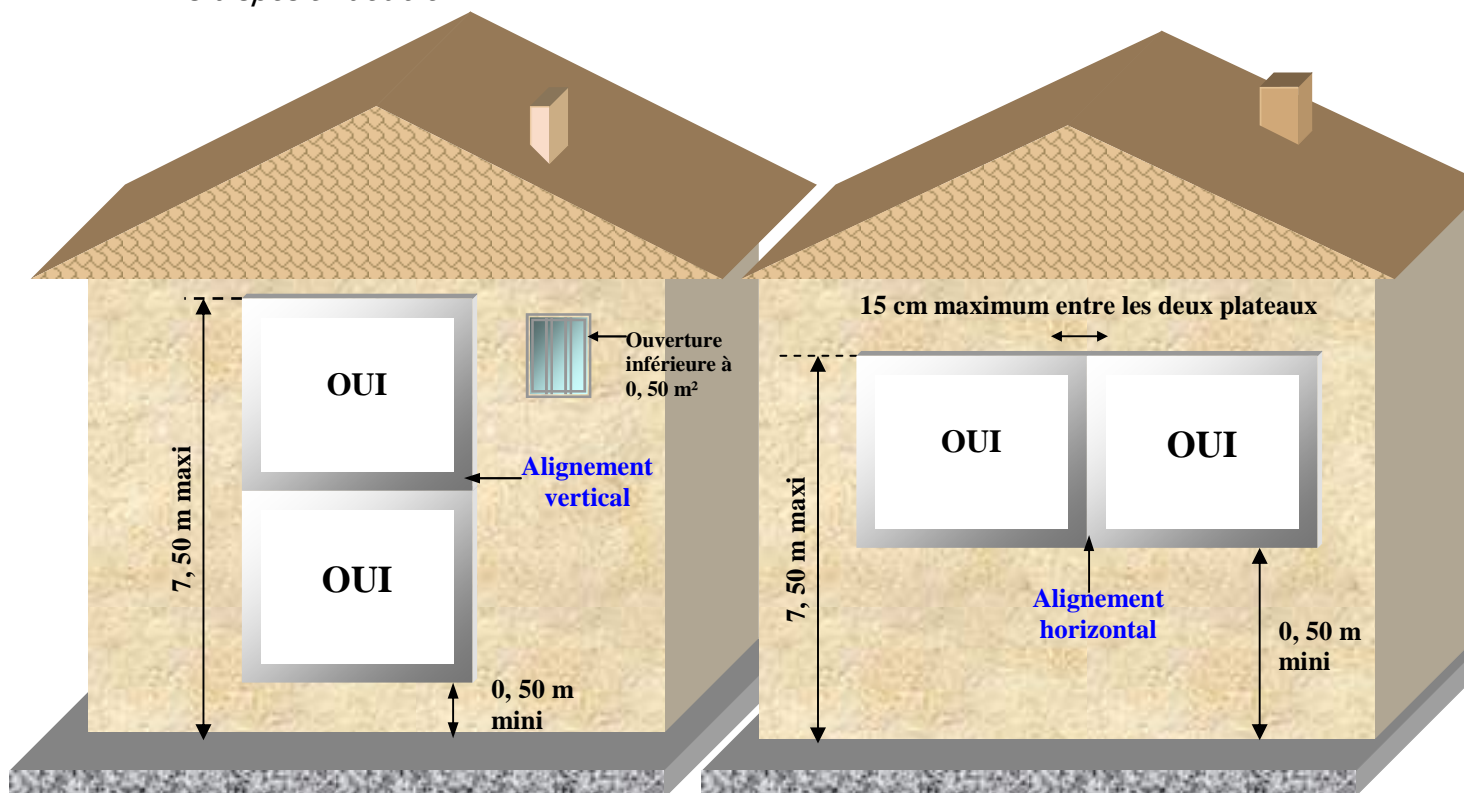 OUI
Ouverture
inférieure à
0, 50 m²
7, 50 m maxi
Alignement
vertical
OUI
0, 50 m
mini
15 cm maximum entre les deux plateaux
OUI
OUI
7, 50 m maxi
Alignement
horizontal
0, 50 m
mini